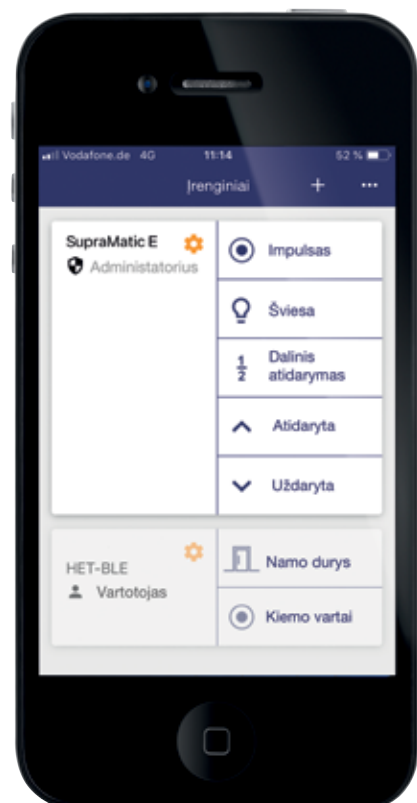 Vodafone.de 4G 11:14 52 %
Įrenginiai + ...
SupraMatic E
Administatorius
Impulsas
Šviesa
1/2 Dalinis
atidarymas
Atidaryta
Uždaryta
HET-BLE
Vartotojas
Namo durys
Kiemo vartai